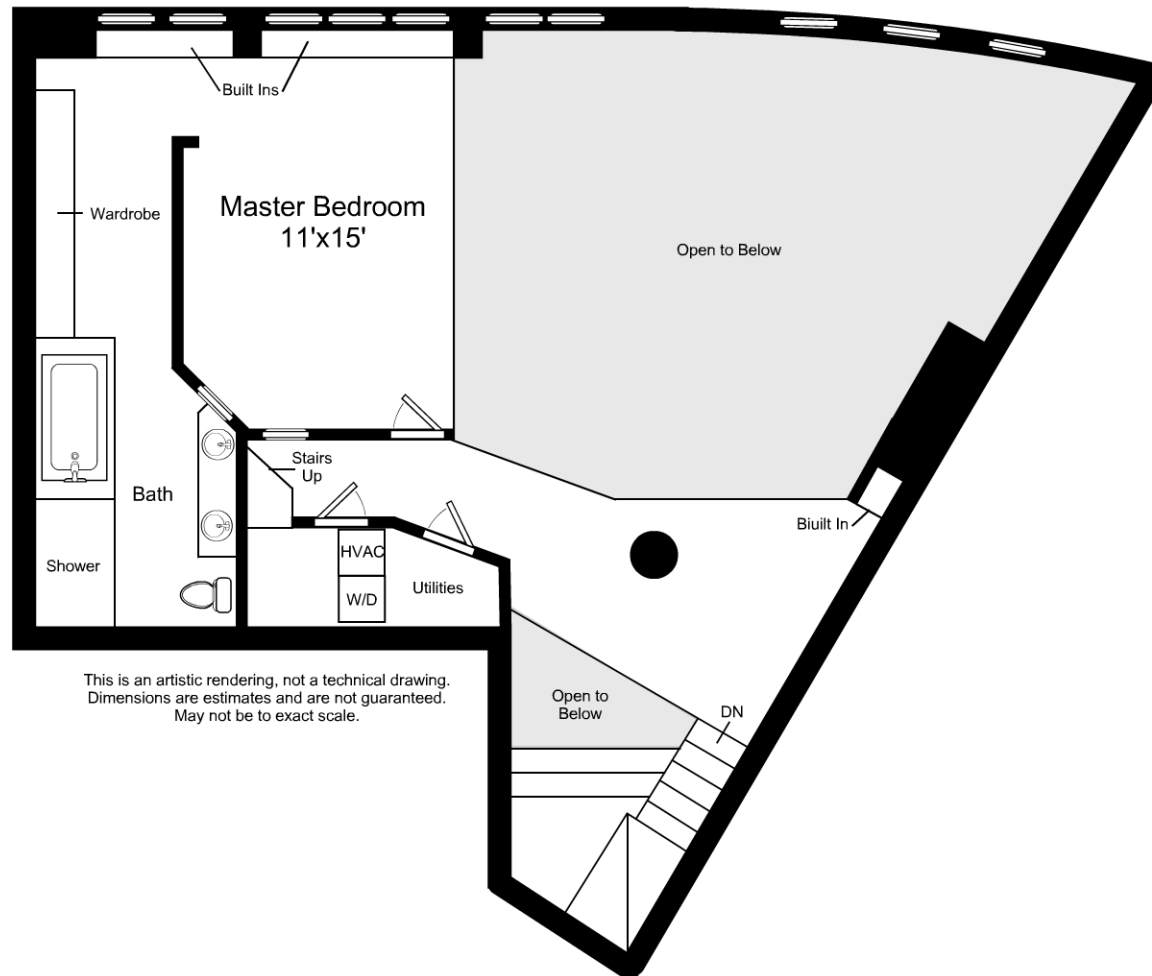 Built Ins
Wardrobe
Master Bedroom
11'x15'
Open to Below
Stairs
Up
Bath
Biuilt In
HVAC
Shower
W/D
Utilities
This is an artistic rendering, not a technical drawing.
Dimensions are estimates and are not guaranteed.
May not be to exact scale.
Open to
Below
DN